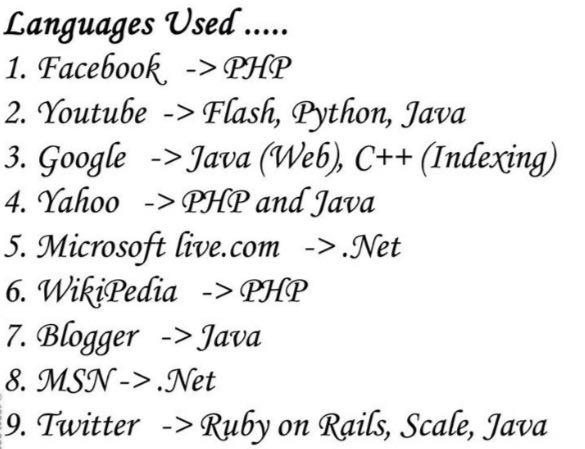 Languages Used .....
1. Facebook -> PHP
2. Youtube -> Flash, Python, Java
3. Google -> Java (Web), C++ (Indexing)
4. Yahoo -> PHP and Java
5. Microsoft live.com -> .Net
6. WikiPedia -> PHP
7. Blogger -> Java
8. MSN -> .Net
9. Twitter -> Ruby on Rails, Scale, Java